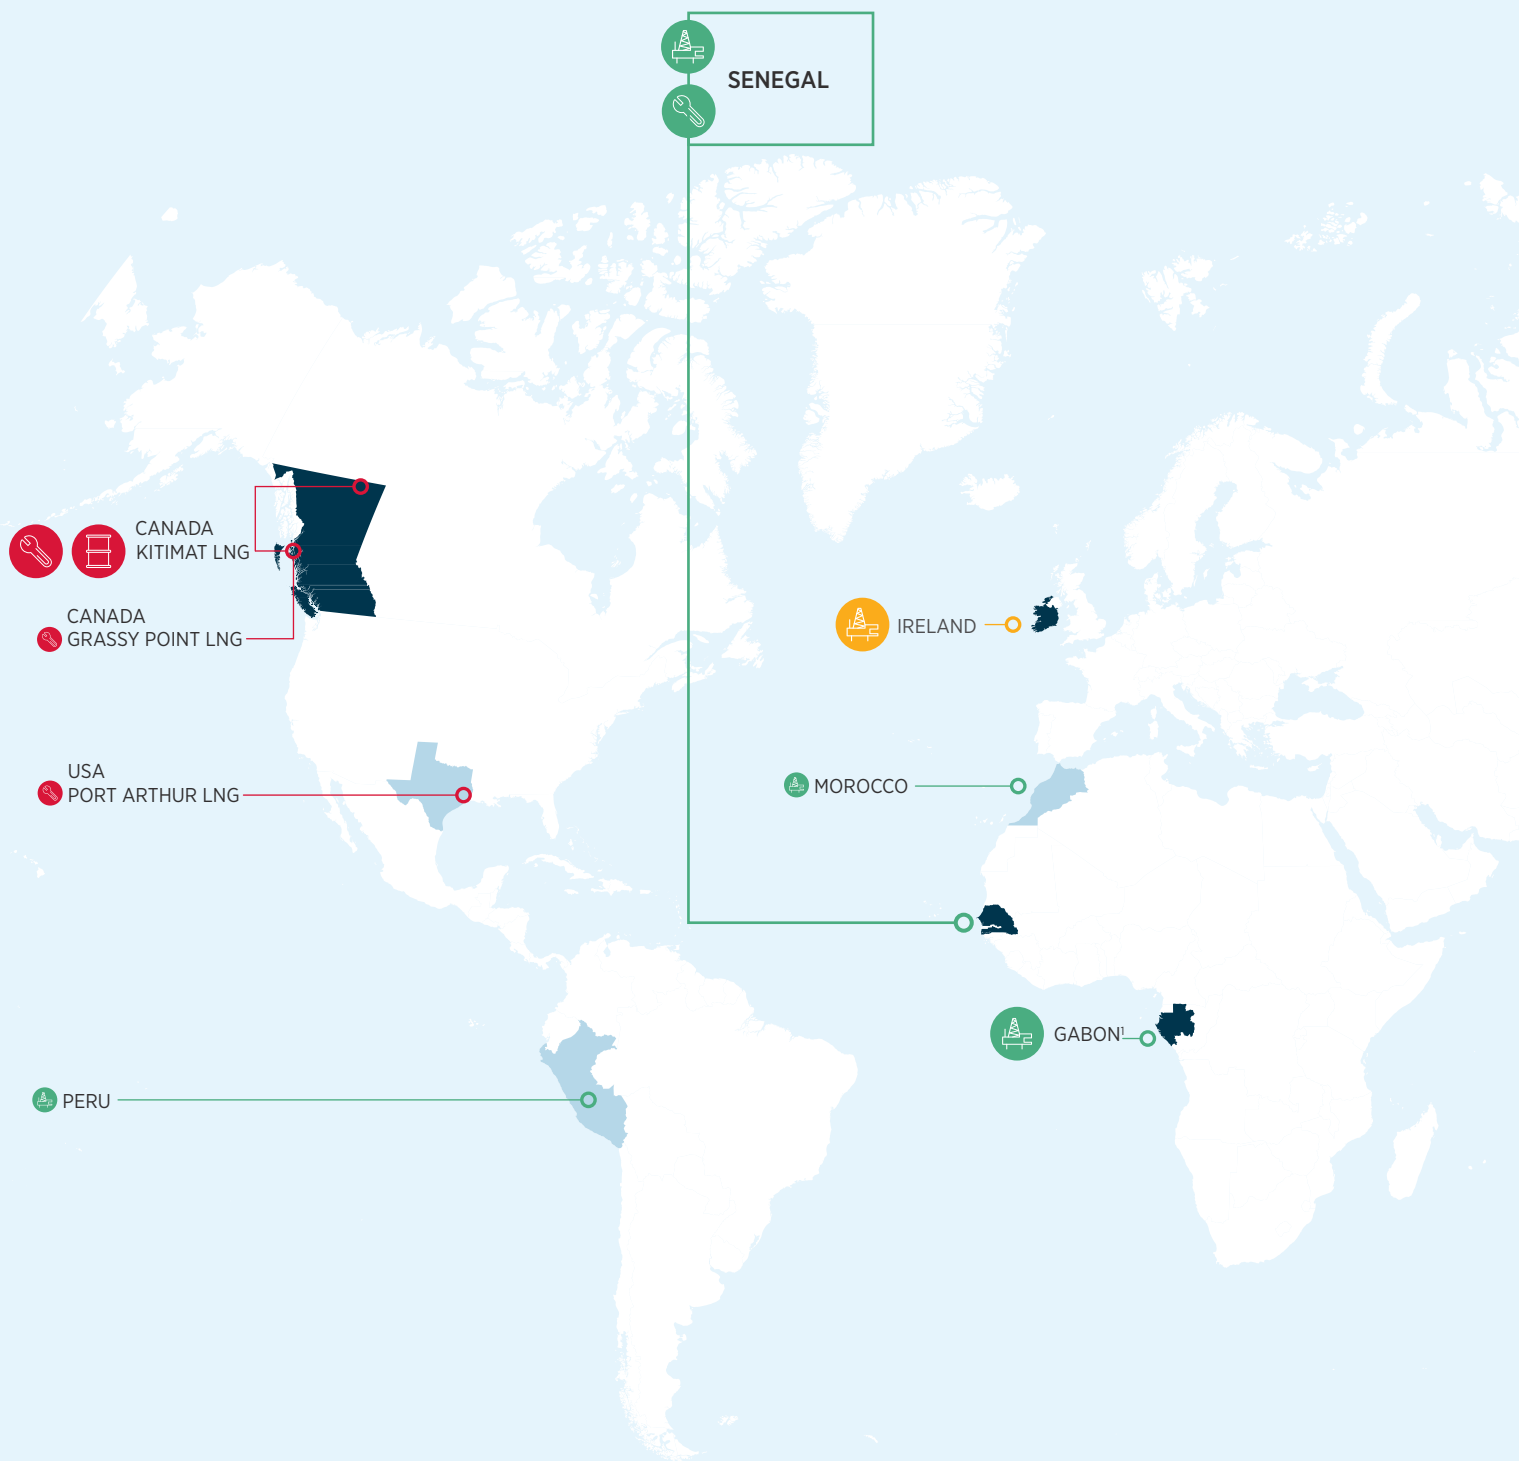 SENEGAL
CANADA
KITIMAT LNG
CANADA
GRASSY POINT LNG
IRELAND
USA
PORT ARTHUR LNG
MOROCCO
GABON¹
PERU